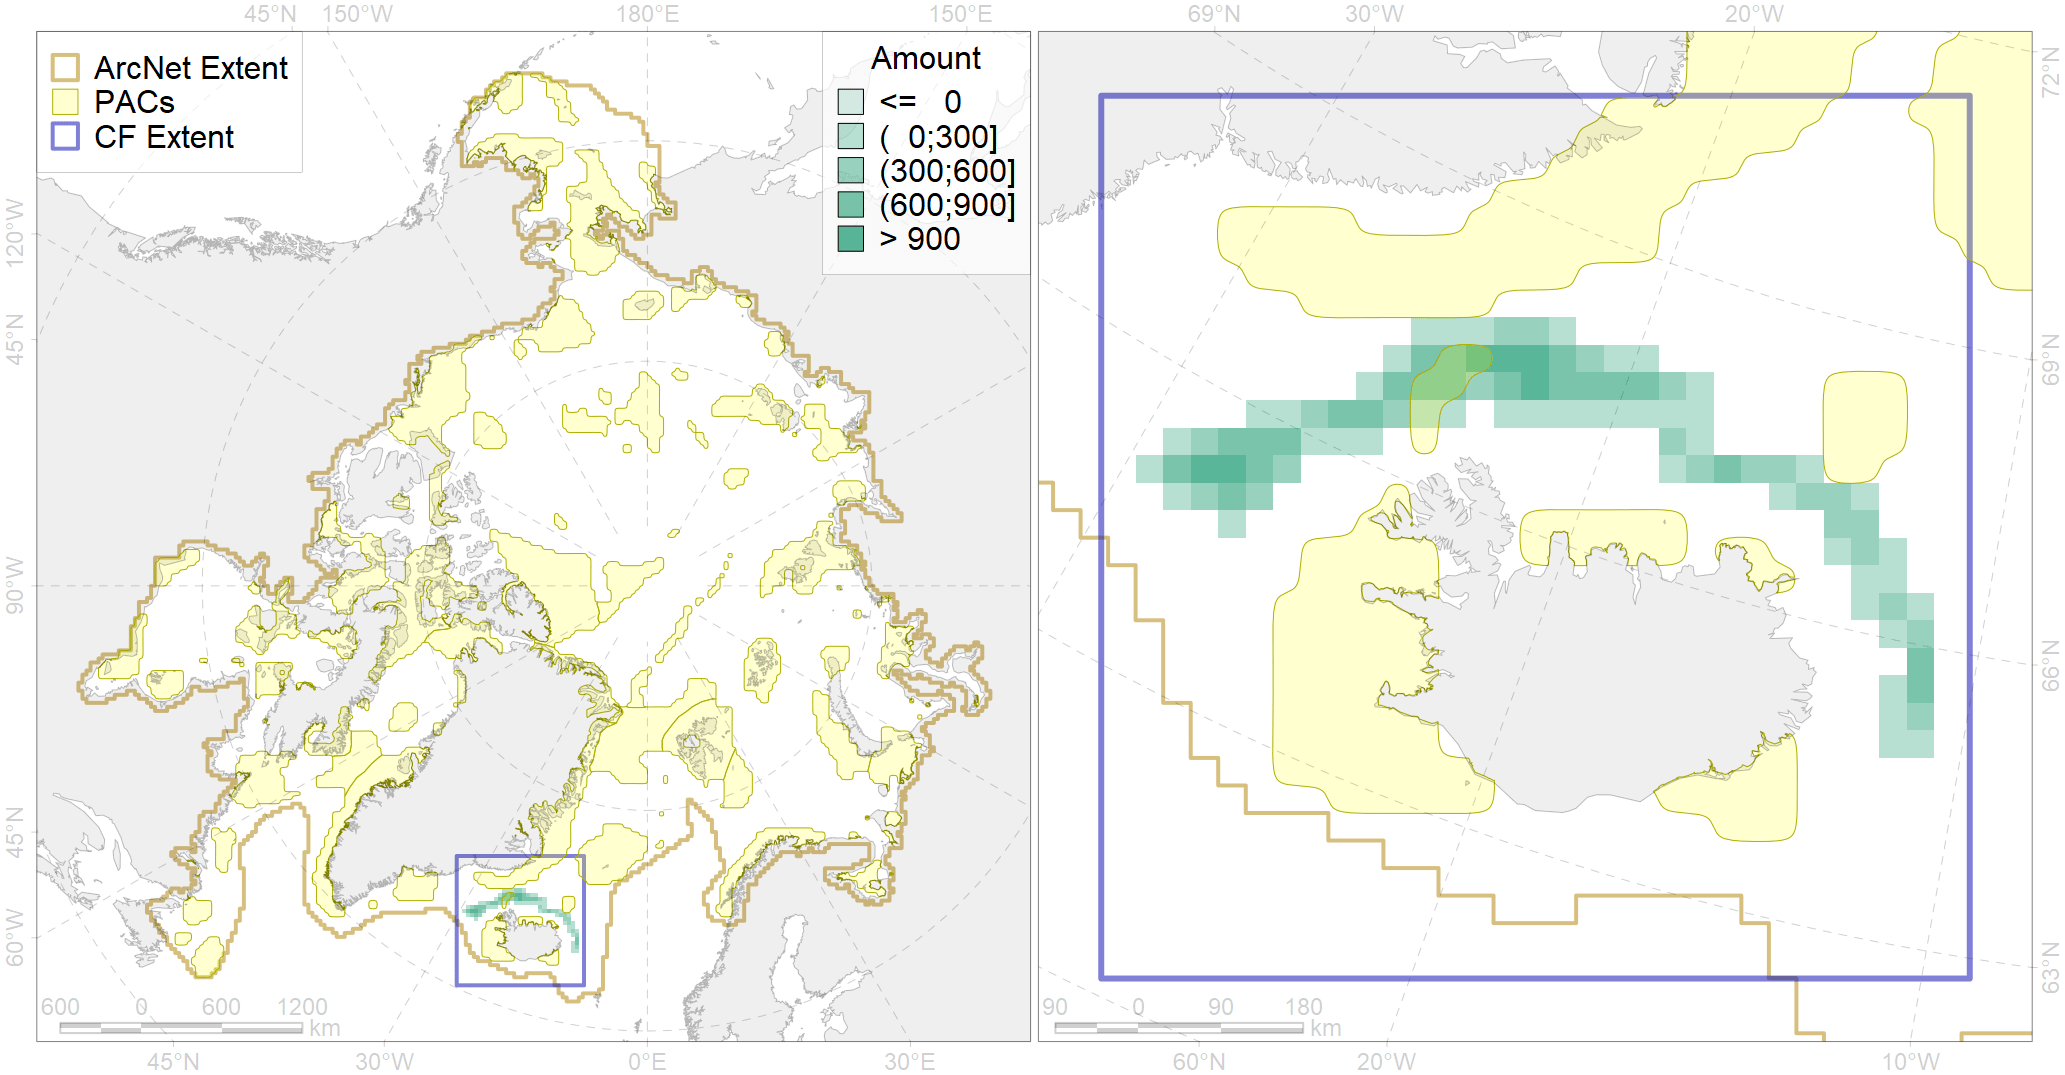 45°N 150°W 180°E 150°E 69°N 30°W 20°W
ArcNet Extent
PACs
CF Extent
Amount
<= 0
( 0;300]
(300;600]
(600;900]
> 900
120°W
45°N
90°W
45°N
60°W
72°N
69°N
66°N
63°N
600 0 600 1200
km
90 0 90 180
km
45°N 30°W 0°E 30°E 60°N 20°W 10°W